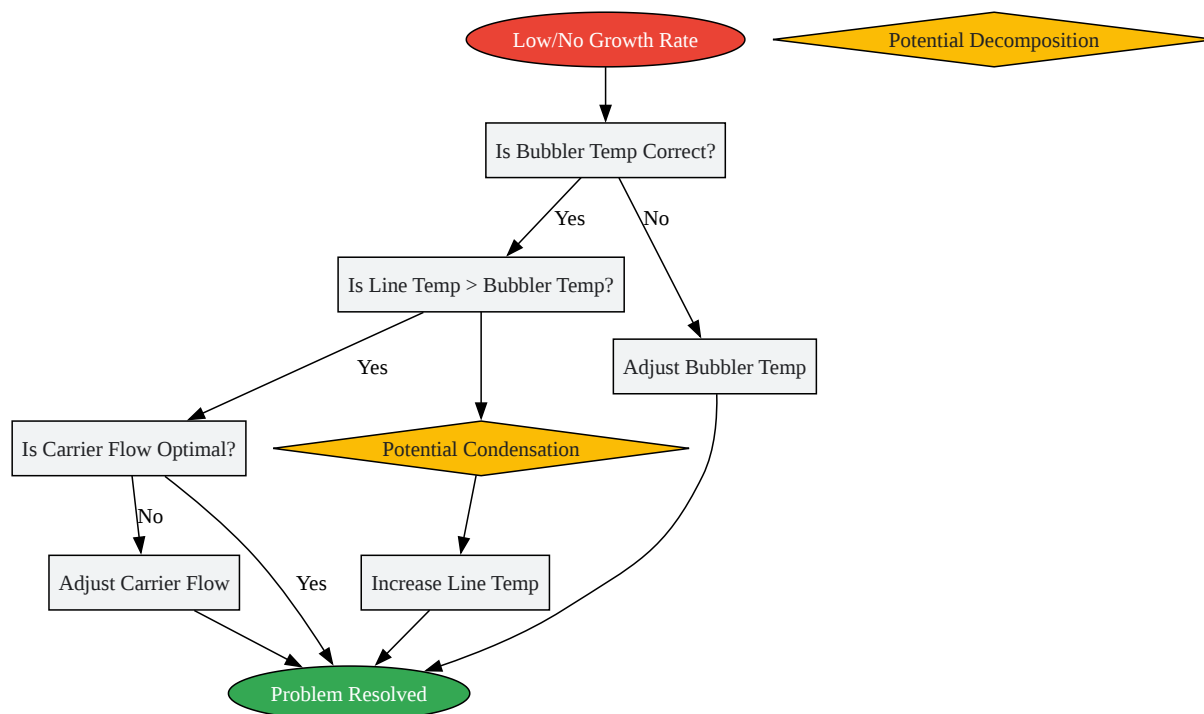 Low/No Growth Rate
Potential Decomposition
Is Bubbler Temp Correct?
Yes
No
Is Line Temp > Bubbler Temp?
Yes
Adjust Bubbler Temp
Is Carrier Flow Optimal?
Potential Condensation
No
Yes
Adjust Carrier Flow
Increase Line Temp
Problem Resolved